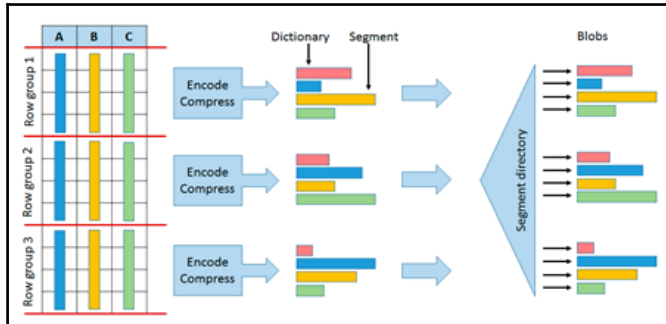 A B C
Dictionary Segment Blobs
Row group 1
Encode
Compress
Row group 2
Encode
Compress
Segment directory
Row group 3
Encode
Compress